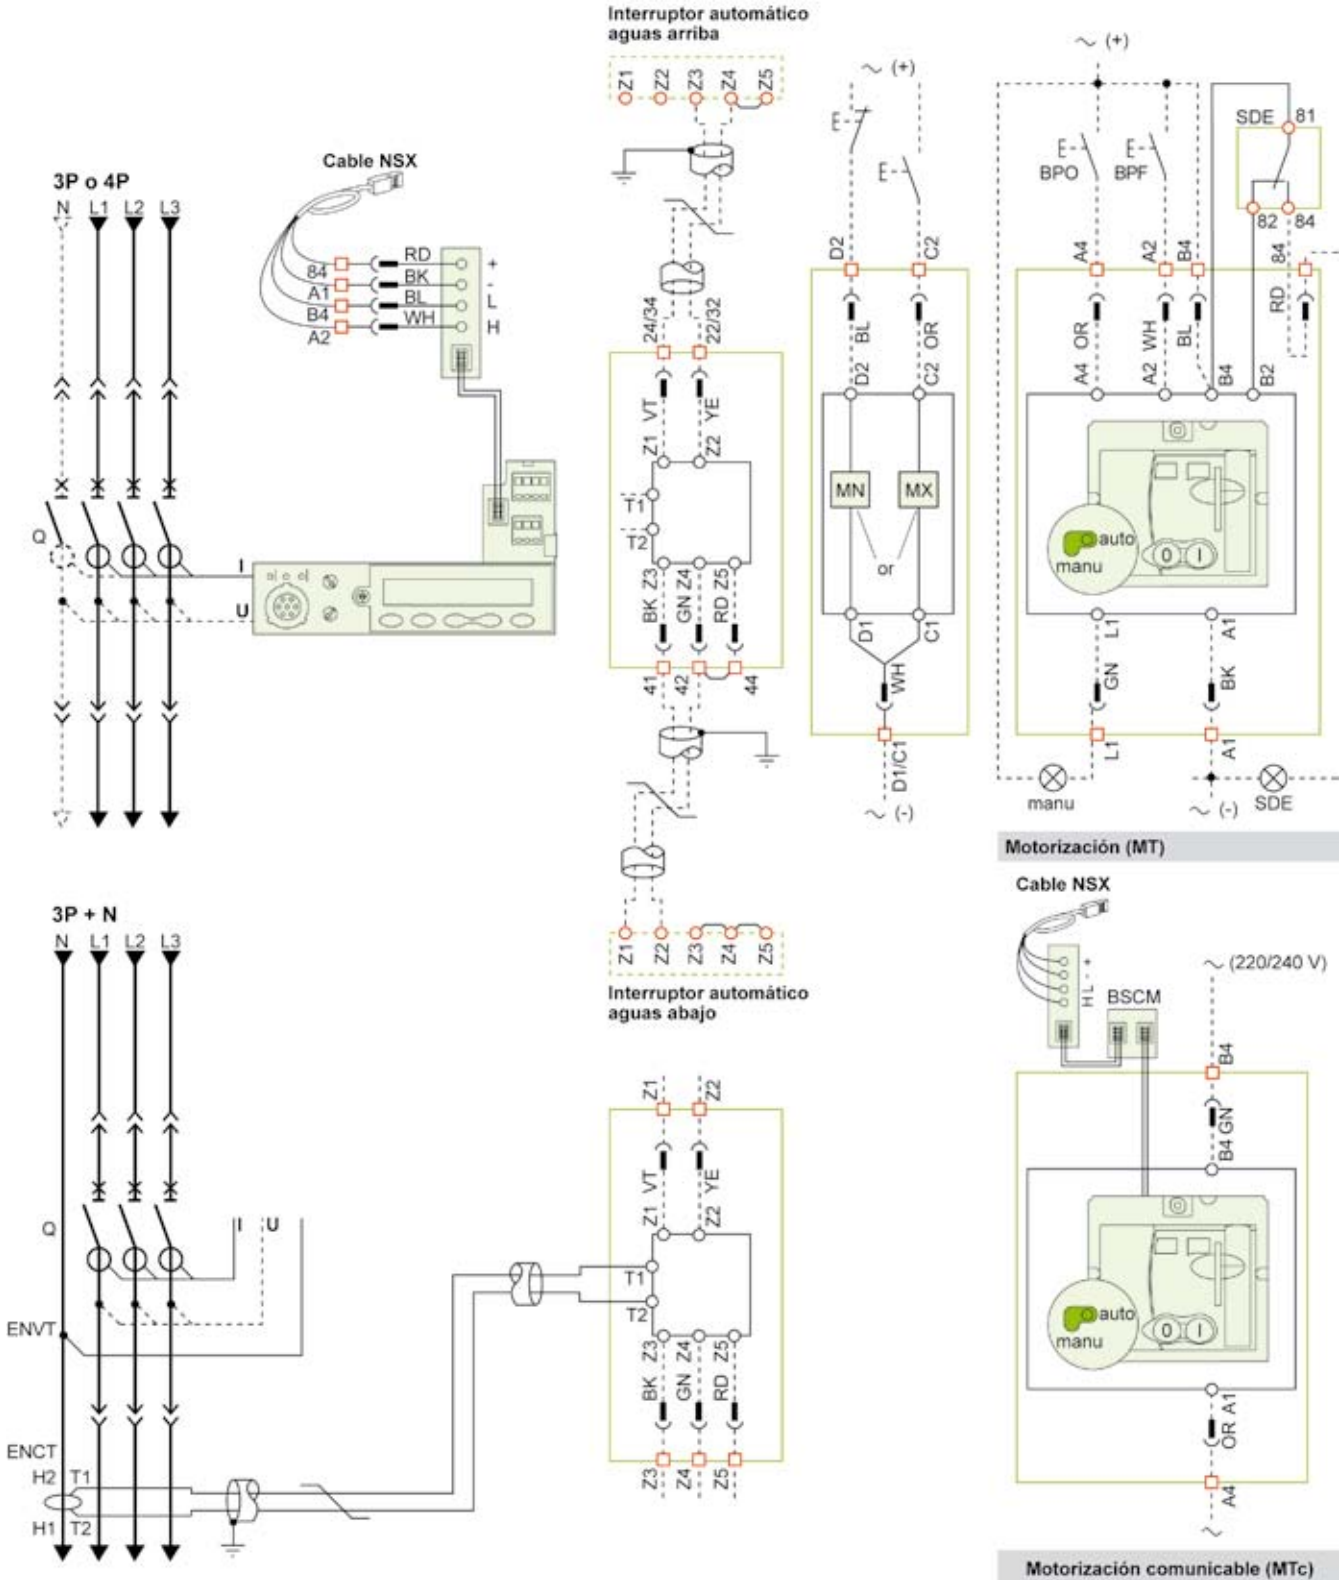 Interruptor automático
aguas arriba
Z1 Z2 Z3 Z4 Z5
3P o 4P
N L1 L2 L3
Q
I
U
Cable NSX
84 RD +
A1 BK -
B4 BL L
A2 WH H
24/34 22/32
VT YE
Z1 Z2
T1
T2
Z3 Z4 Z5
BK GN RD
41 42 44
Z1 Z2 Z3 Z4 Z5
Interruptor automático
aguas abajo
~ (+)
E
E
D2 C2
BL OR
D2 C2
MN MX
or
D1 C1
WH
D1/C1
~ (-)
~ (+)
SDE 81
E E
BPO BPF
82 84
A4 A2 B4 84
OR WH BL RD
A4 A2 B4 B2
auto
manu
0 I
L1 A1
GN BK
L1 A1
manu
~ (-)
SDE
Motorización (MT)
3P + N
N L1 L2 L3
Q
I U
ENVT
ENCT
H2 T1
H1 T2
Z1 Z2
VT YE
Z1 Z2
T1
T2
Z3 Z4 Z5
BK GN RD
Z3 Z4 Z5
Cable NSX
H L - +
BSCM
~ (220/240 V)
B4
GN
B4
auto
manu
0 I
A1
OR
A4
~
Motorización comunicable (MTc)